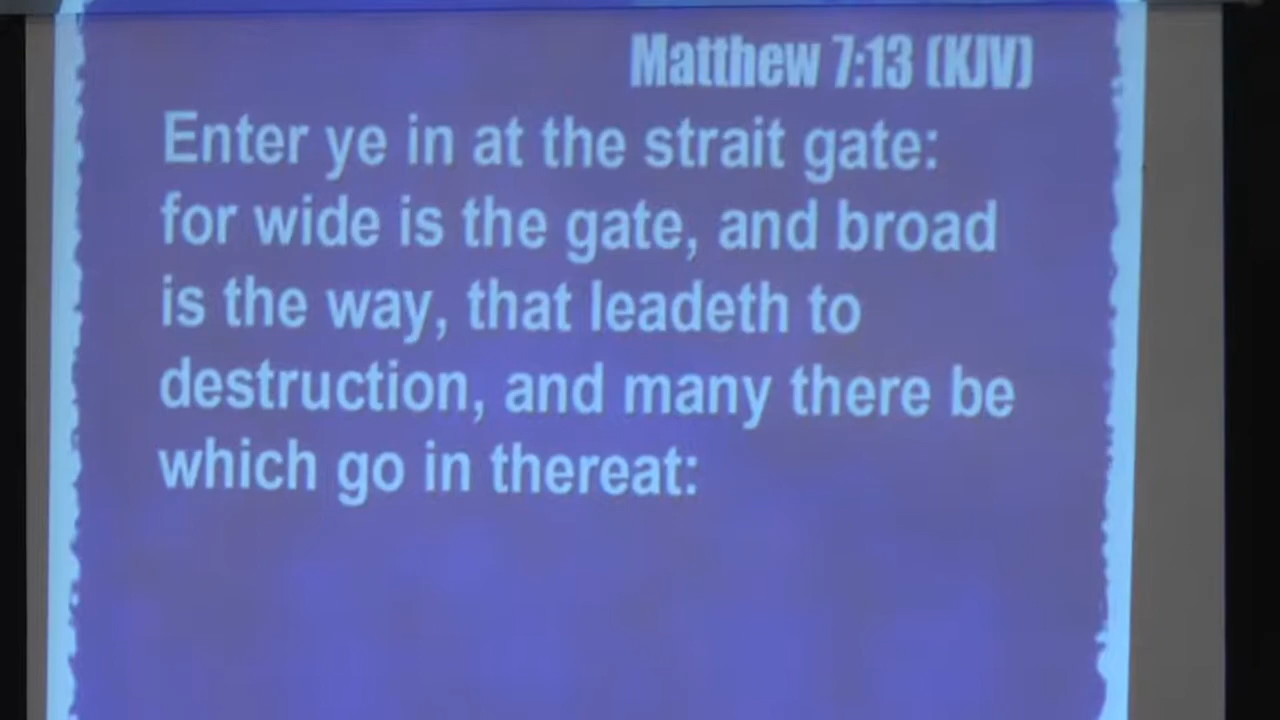 Matthew 7:13 (KJV)
Enter ye in at the strait gate:
for wide is the gate, and broad
is the way, that leadeth to
destruction, and many there be
which go in thereat: